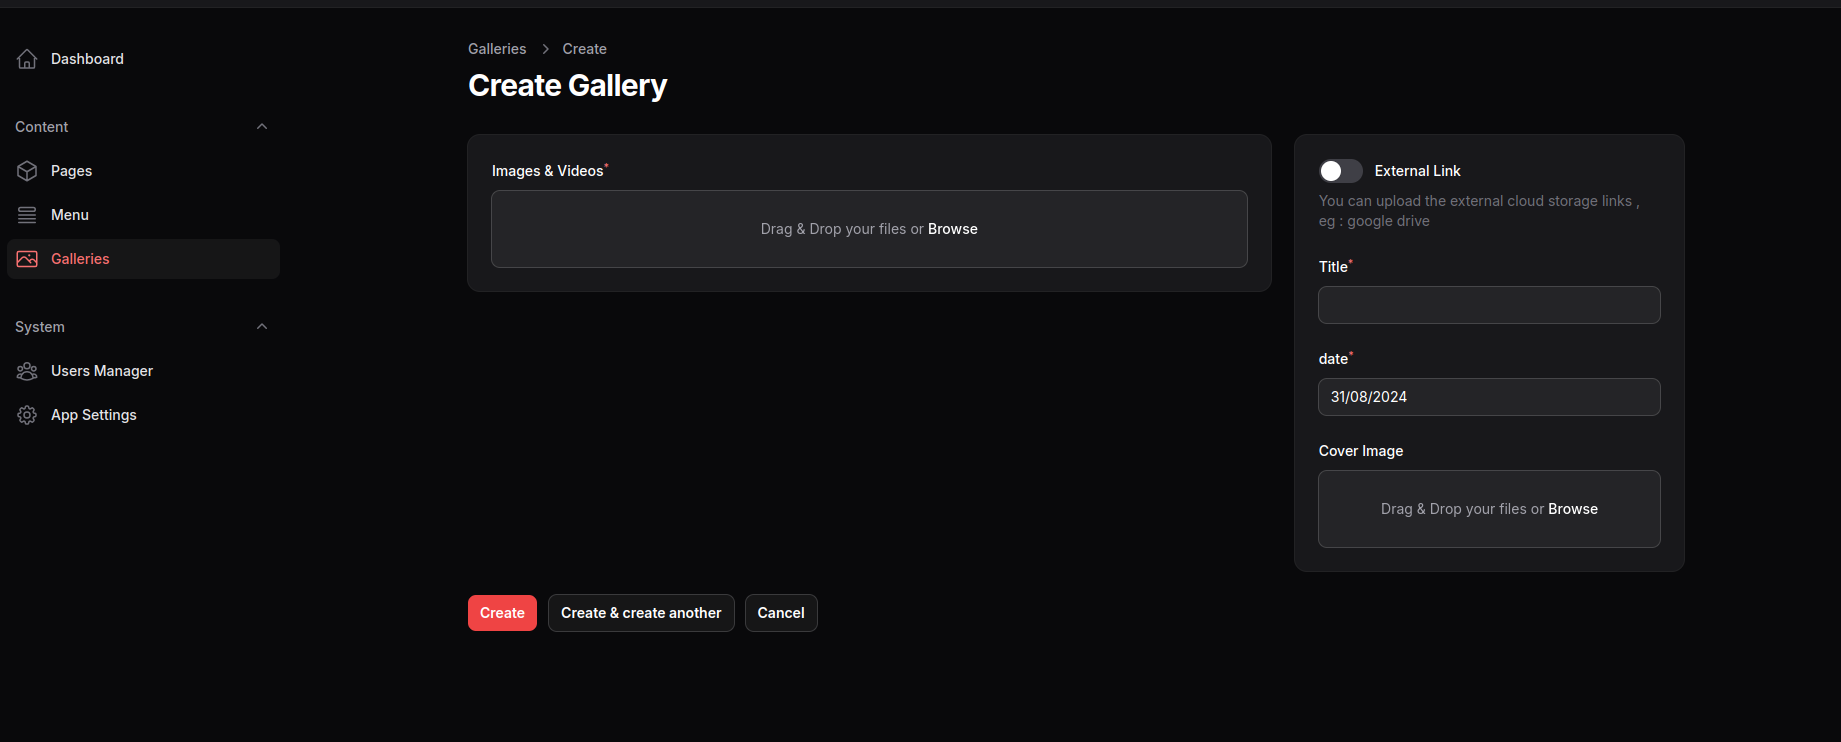 Dashboard
Content
Pages
Menu
Galleries
System
Users Manager
App Settings
Galleries > Create
Create Gallery
Images & Videos*
Drag & Drop your files or Browse
External Link
You can upload the external cloud storage links ,
eg : google drive
Title*
date*
31/08/2024
Cover Image
Drag & Drop your files or Browse
Create
Create & create another
Cancel